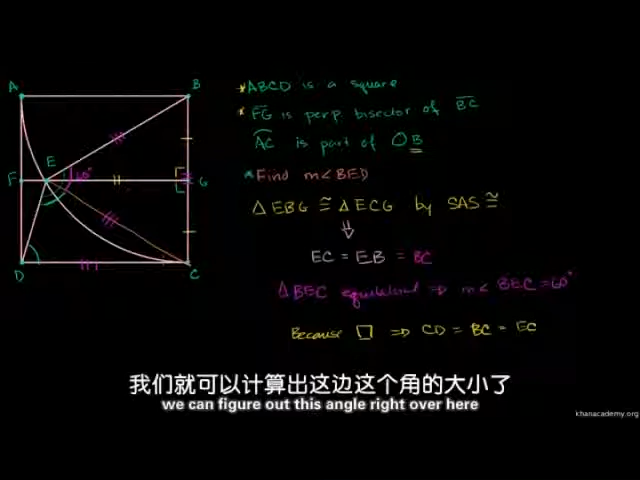 A
B
*ABCD is a square
*FG is perp. bisector of BC
AC is part of ⊙B
E
60°
F
G
*Find m∠BED
ΔEBG ≅ ΔECG by SAS ≅
⇓
EC = EB = BC
D
C
ΔBEC equilateral ⇒ m∠BEC=60°
Because □ ⇒ CD = BC = EC
我们就可以计算出这边这个角的大小了
we can figure out this angle right over here
khanacademy.org